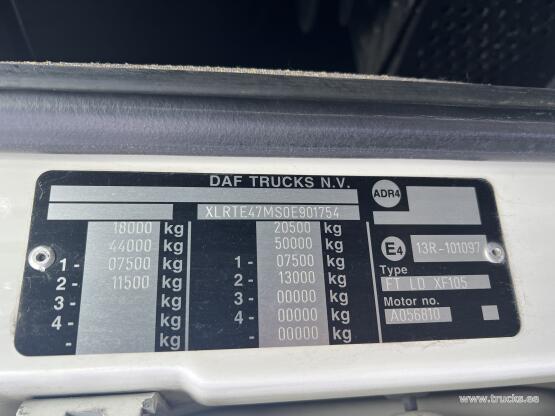 DAF TRUCKS N.V.
ADR4
XLRTE47MS0E901754
18000 kg 20500 kg
44000 kg 50000 kg
1 - 07500 kg 1 - 07500 kg
2 - 11500 kg 2 - 13000 kg
3 - kg 3 - 00000 kg
4 - kg 4 - 00000 kg
- kg - 00000 kg
E4 13R-101097
Type
FT LD XF105
Motor no.
A056810
www.trucks.ee